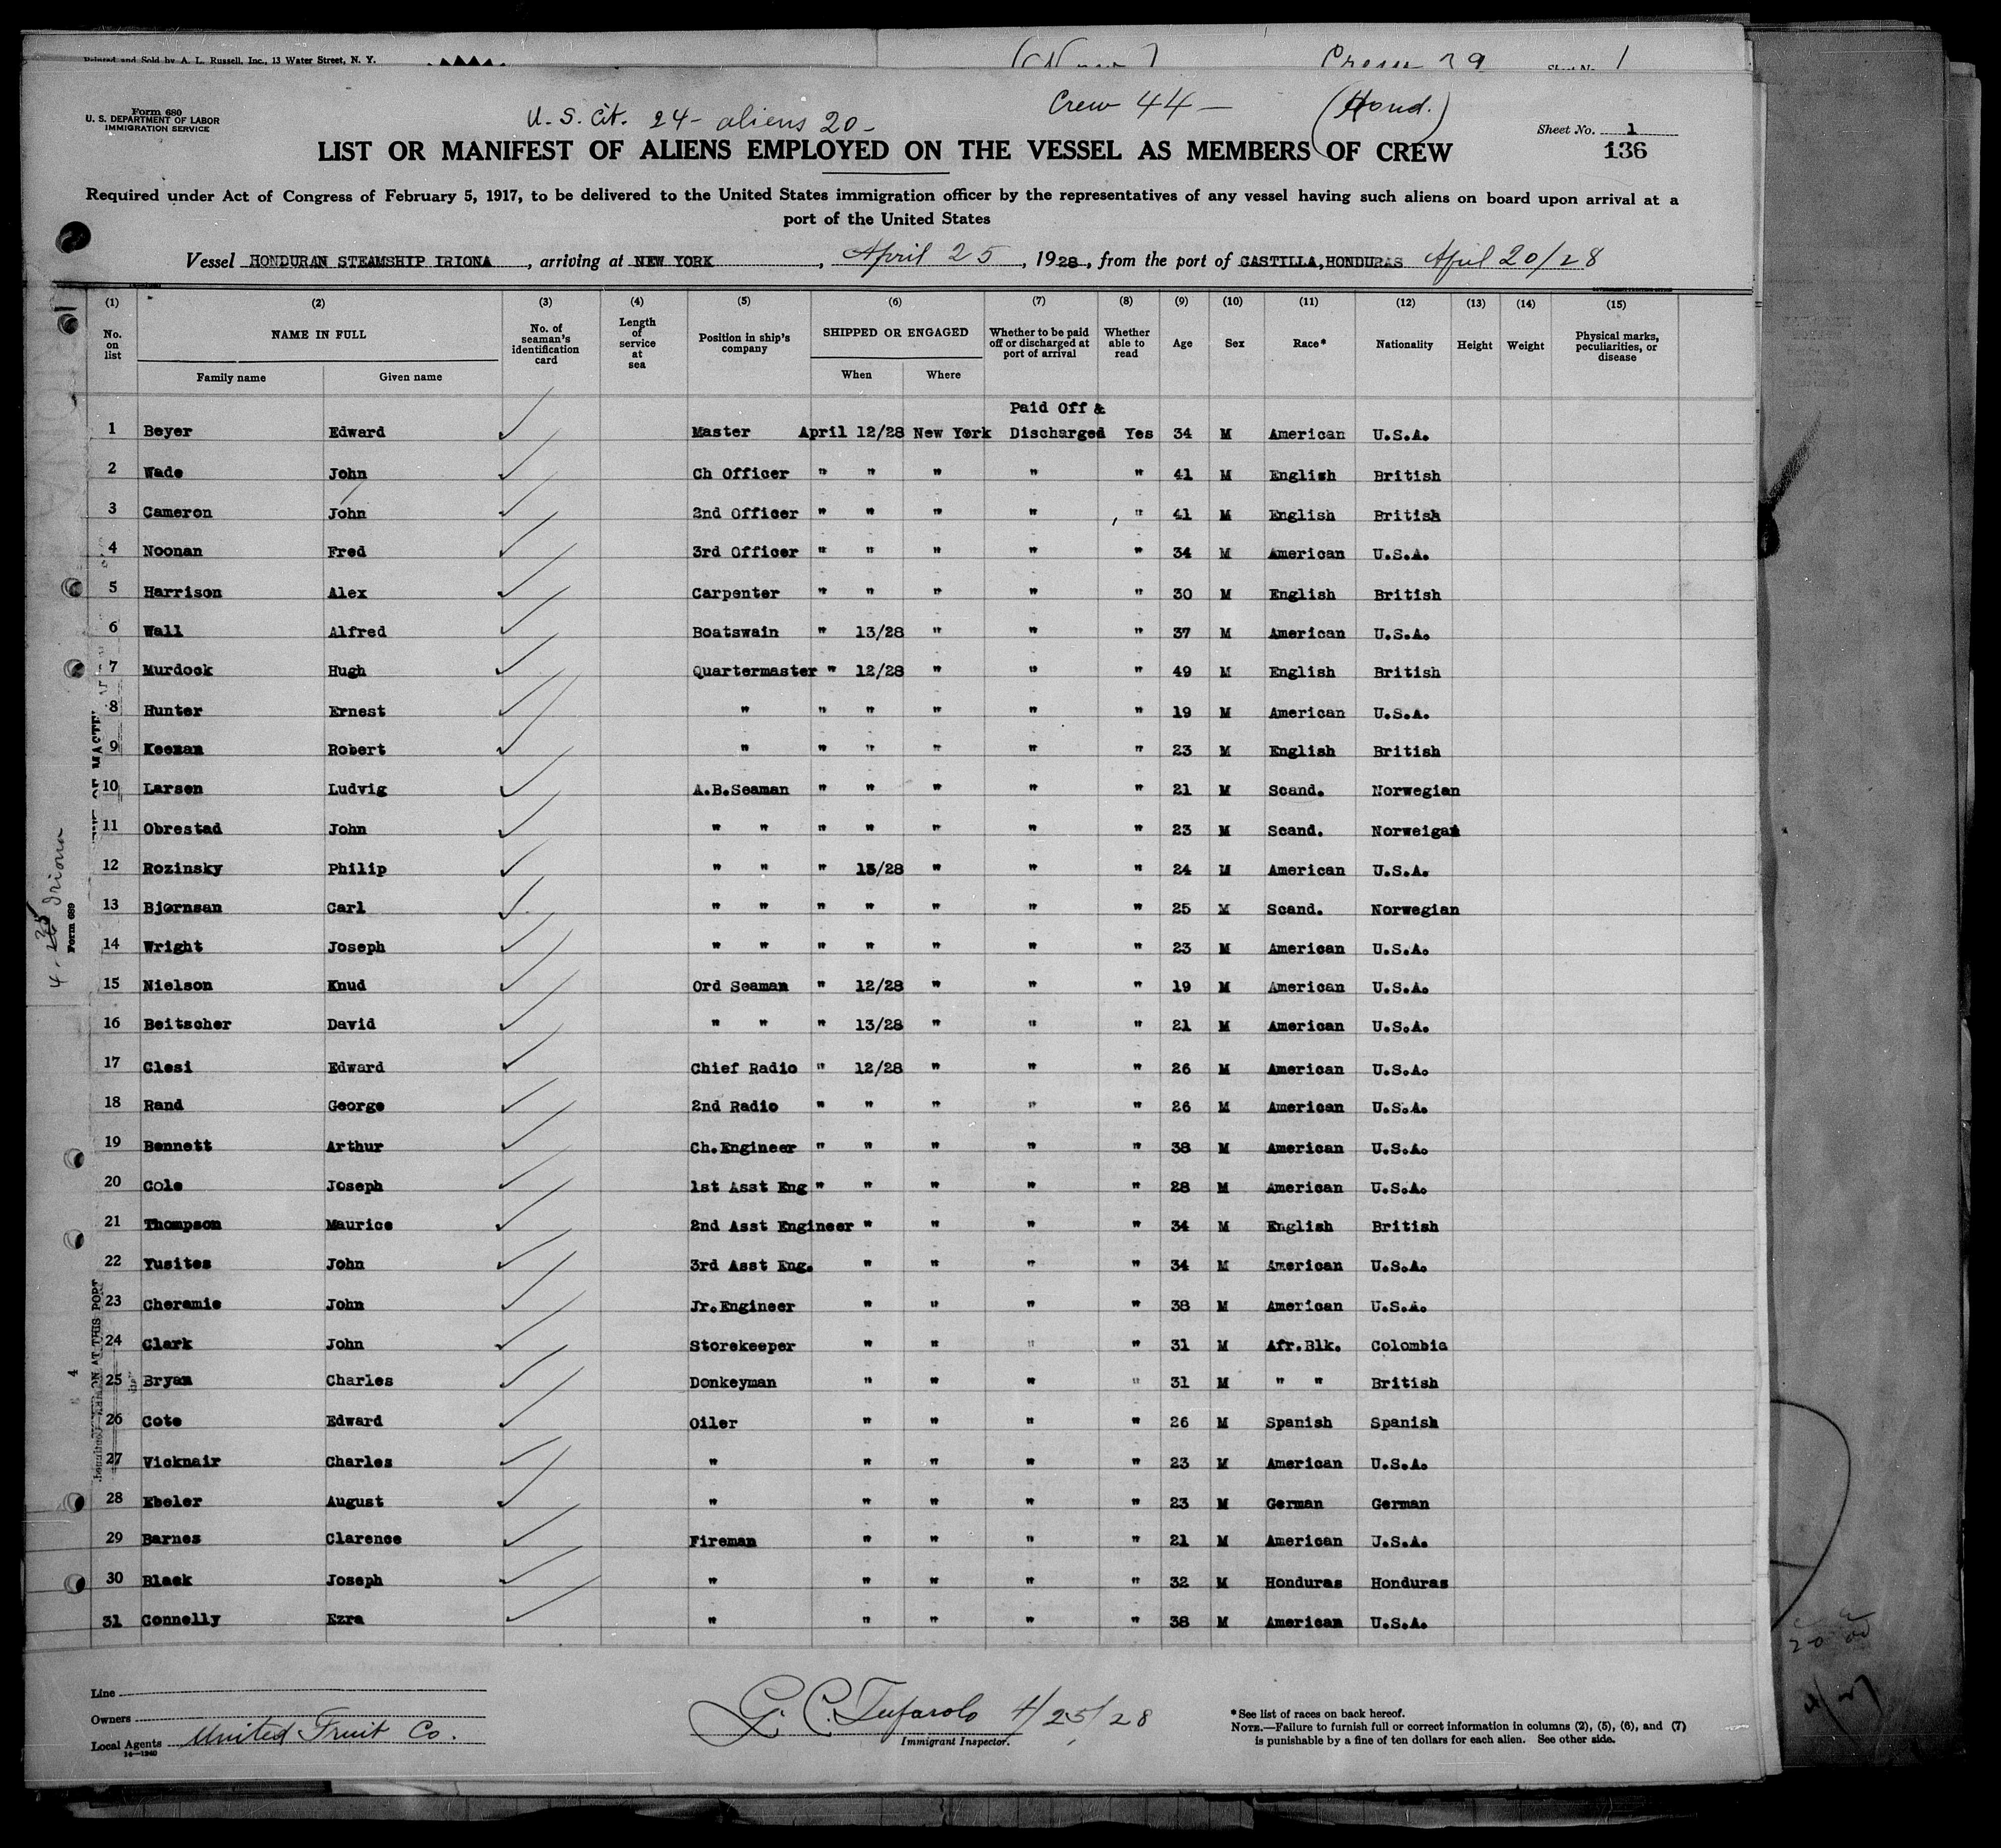 Printed and Sold by A. L. Russell, Inc., 13 Water Street, N. Y.
Crew 39
1
Form 680
U. S. DEPARTMENT OF LABOR
IMMIGRATION SERVICE
U. S. Cit. 24 - aliens 20 -
Crew 44 -
(Hond.)
Sheet No. 1
136
LIST OR MANIFEST OF ALIENS EMPLOYED ON THE VESSEL AS MEMBERS OF CREW
Required under Act of Congress of February 5, 1917, to be delivered to the United States immigration officer by the representatives of any vessel having such aliens on board upon arrival at a
port of the United States
Vessel HONDURAN STEAMSHIP IRIONA, arriving at NEW YORK, April 25, 1928, from the port of CASTILLA, HONDURAS April 20/28
(1) (2) (3) (4) (5) (6) (7) (8) (9) (10) (11) (12) (13) (14) (15)
No. on list
NAME IN FULL
Family name
Given name
No. of seaman's identification card
Length of service at sea
Position in ship's company
SHIPPED OR ENGAGED
When
Where
Whether to be paid off or discharged at port of arrival
Whether able to read
Age
Sex
Race*
Nationality
Height
Weight
Physical marks, peculiarities, or disease
Paid Off &
1 Beyer Edward Master April 12/28 New York Discharged Yes 34 M American U.S.A.
2 Wade John Ch Officer " " " " " 41 M English British
3 Cameron John 2nd Officer " " " " " 41 M English British
4 Noonan Fred 3rd Officer " " " " " 34 M American U.S.A.
5 Harrison Alex Carpenter " " " " " 30 M English British
6 Wall Alfred Boatswain " 13/28 " " " 37 M American U.S.A.
7 Murdock Hugh Quartermaster " 12/28 " " " 49 M English British
8 Hunter Ernest " " " " " " 19 M American U.S.A.
9 Keenan Robert " " " " " " 23 M English British
10 Larsen Ludvig A.B.Seaman " " " " " 21 M Scand. Norwegian
11 Obrestad John " " " " " " " 23 M Scand. Norweigan
12 Rozinsky Philip " " " 13/28 " " " 24 M American U.S.A.
13 Bjornsan Carl " " " " " " " 25 M Scand. Norwegian
14 Wright Joseph " " " " " " " 23 M American U.S.A.
15 Nielson Knud Ord Seaman " 12/28 " " " 19 M American U.S.A.
16 Beitscher David " " " 13/28 " " " 21 M American U.S.A.
17 Clesi Edward Chief Radio " 12/28 " " " 26 M American U.S.A.
18 Rand George 2nd Radio " " " " " 26 M American U.S.A.
19 Bennett Arthur Ch.Engineer " " " " " 38 M American U.S.A.
20 Cole Joseph 1st Asst Eng " " " " " 28 M American U.S.A.
21 Thompson Maurice 2nd Asst Engineer " " " " 34 M English British
22 Yusites John 3rd Asst Eng. " " " " 34 M American U.S.A.
23 Cheramie John Jr.Engineer " " " " 38 M American U.S.A.
24 Clark John Storekeeper " " " " 31 M Afr.Blk. Colombia
25 Bryan Charles Donkeyman " " " " 31 M " " British
26 Cote Edward Oiler " " " " 26 M Spanish Spanish
27 Vicknair Charles " " " " " 23 M American U.S.A.
28 Ebeler August " " " " " 23 M German German
29 Barnes Clarence Fireman " " " " 21 M American U.S.A.
30 Black Joseph " " " " " 32 M Honduras Honduras
31 Connelly Ezra " " " " " 38 M American U.S.A.
4-25 Iriona
Form 689
Line
Owners
Local Agents United Fruit Co.
14—1940
G. C. Tufarolo 4/25/28
Immigrant Inspector.
*See list of races on back hereof.
NOTE.—Failure to furnish full or correct information in columns (2), (5), (6), and (7)
is punishable by a fine of ten dollars for each alien. See other side.